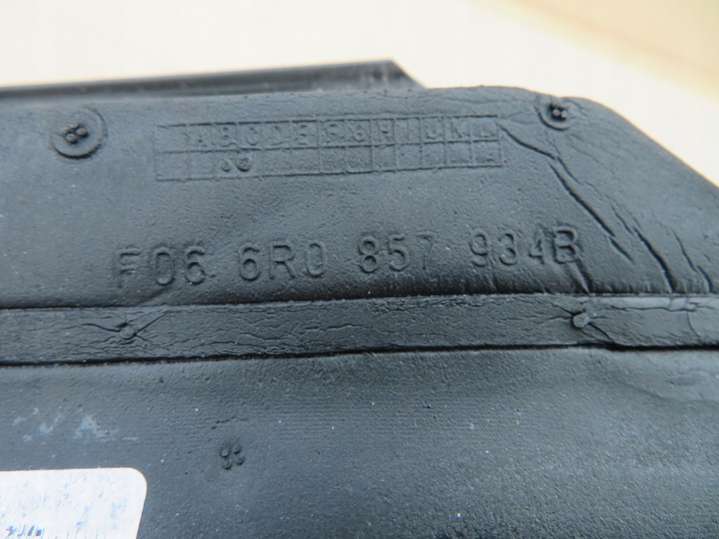 A B C D E F G H I J K L
F06 6R0 857 934B